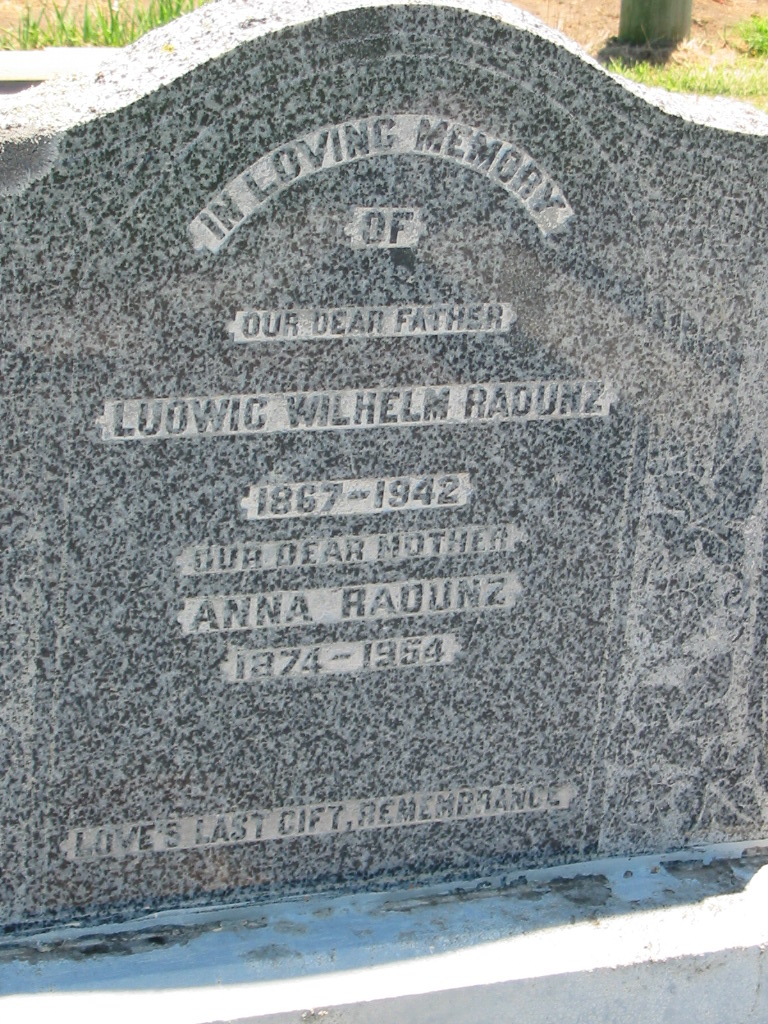 IN LOVING MEMORY
OF
OUR DEAR FATHER
LUDWIG WILHELM RADUNZ
1867-1942
OUR DEAR MOTHER
ANNA RADUNZ
1874-1964
LOVE'S LAST GIFT, REMEMBRANCE